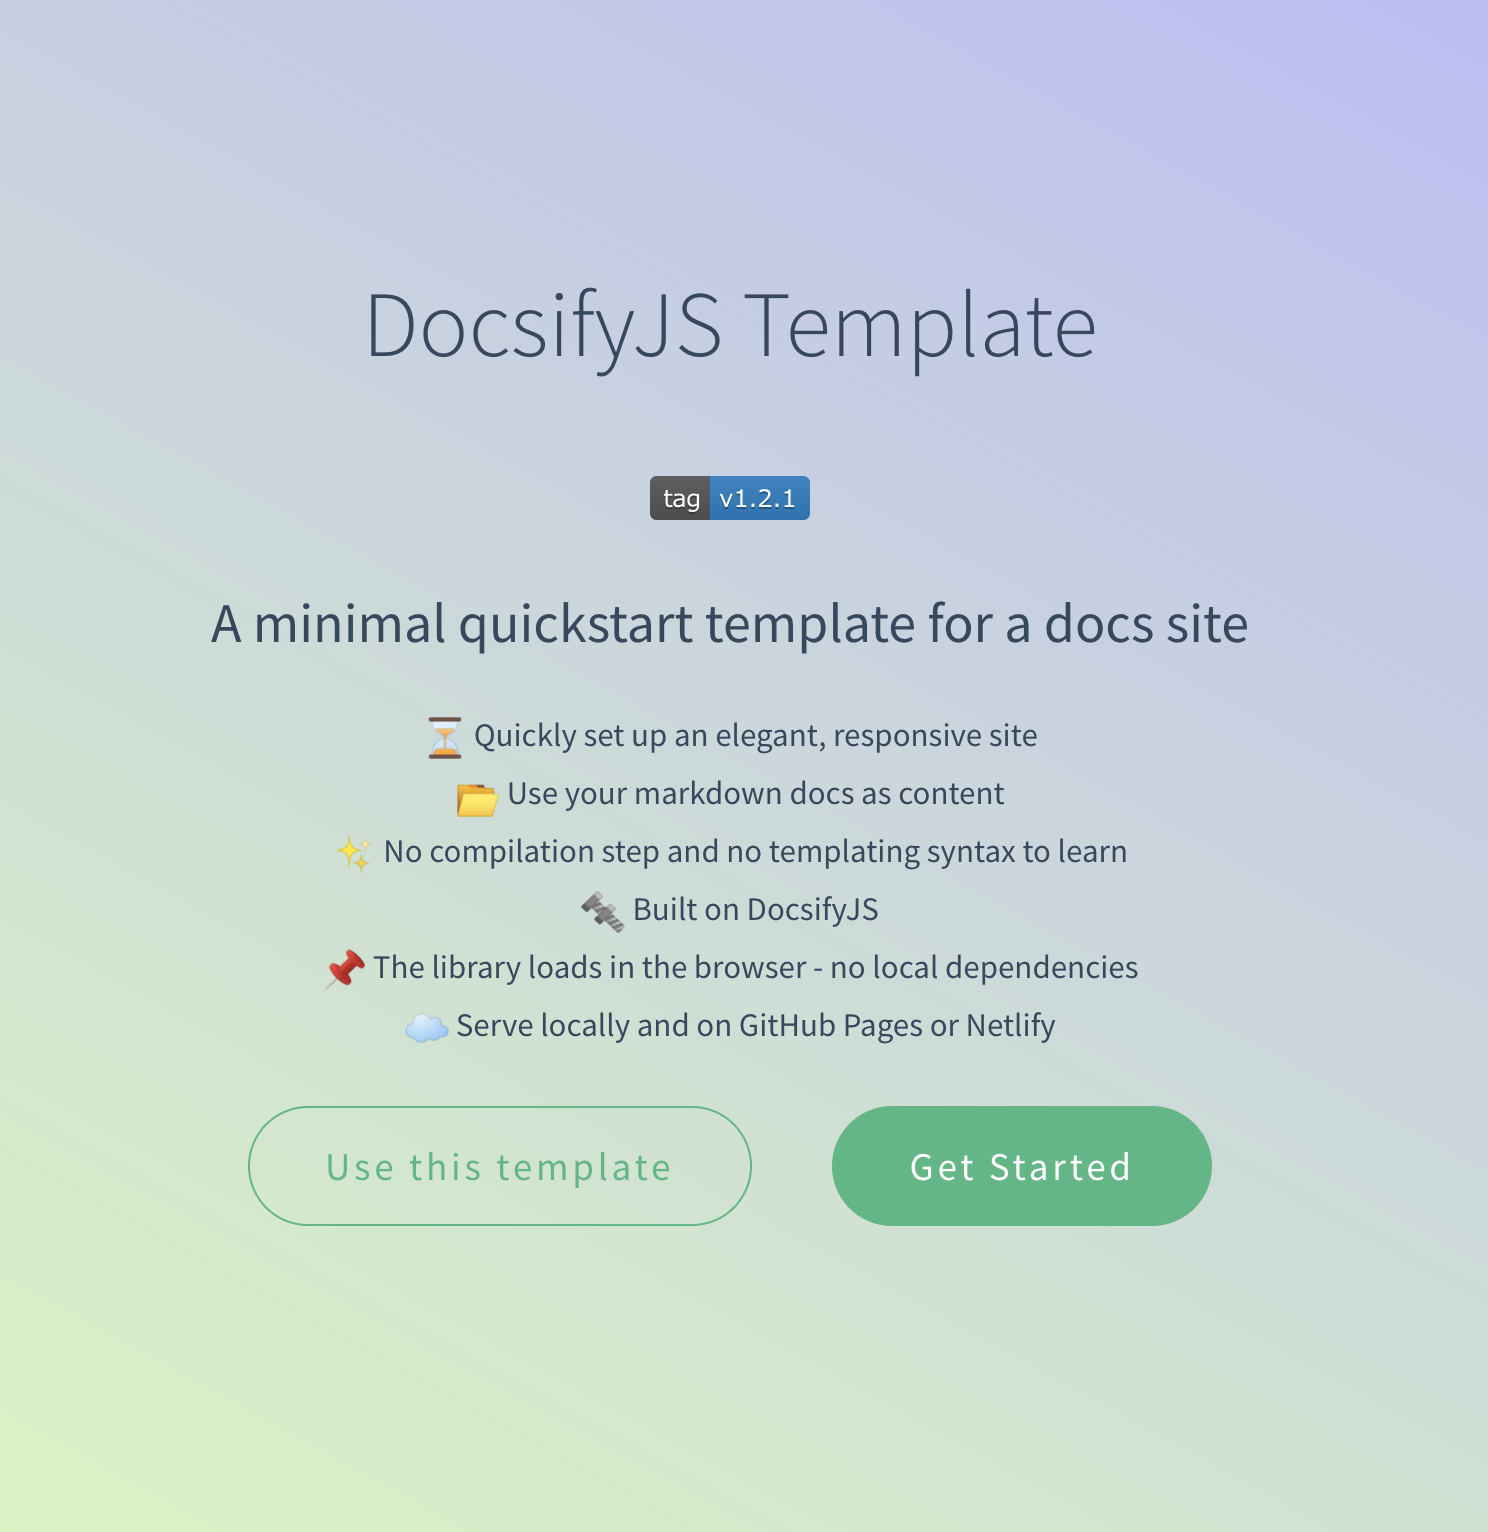 DocsifyJS Template
tag v1.2.1
A minimal quickstart template for a docs site
⏳ Quickly set up an elegant, responsive site
📂 Use your markdown docs as content
✨ No compilation step and no templating syntax to learn
🔩 Built on DocsifyJS
📌 The library loads in the browser - no local dependencies
☁️ Serve locally and on GitHub Pages or Netlify
Use this template
Get Started